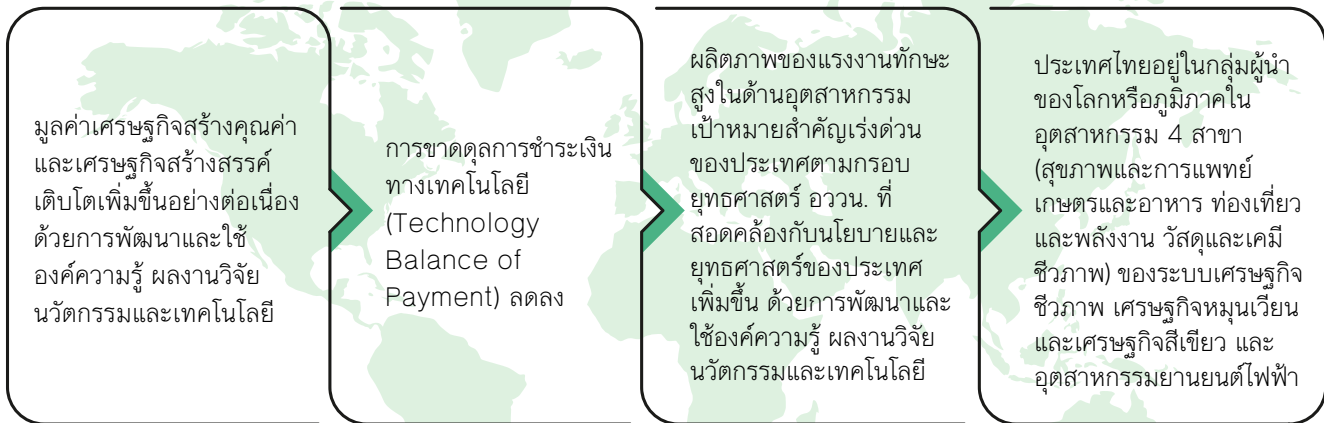 มูลค่าเศรษฐกิจสร้างคุณค่า
และเศรษฐกิจสร้างสรรค์
เติบโตเพิ่มขึ้นอย่างต่อเนื่อง
ด้วยการพัฒนาและใช้
องค์ความรู้ ผลงานวิจัย
นวัตกรรมและเทคโนโลยี
การขาดดุลการชำระเงิน
ทางเทคโนโลยี
(Technology
Balance of
Payment) ลดลง
ผลิตภาพของแรงงานทักษะ
สูงในด้านอุตสาหกรรม
เป้าหมายสำคัญเร่งด่วน
ของประเทศตามกรอบ
ยุทธศาสตร์ อววน. ที่
สอดคล้องกับนโยบายและ
ยุทธศาสตร์ของประเทศ
เพิ่มขึ้น ด้วยการพัฒนาและ
ใช้องค์ความรู้ ผลงานวิจัย
นวัตกรรมและเทคโนโลยี
ประเทศไทยอยู่ในกลุ่มผู้นำ
ของโลกหรือภูมิภาคใน
อุตสาหกรรม 4 สาขา
(สุขภาพและการแพทย์
เกษตรและอาหาร ท่องเที่ยว
และพลังงาน วัสดุและเคมี
ชีวภาพ) ของระบบเศรษฐกิจ
ชีวภาพ เศรษฐกิจหมุนเวียน
และเศรษฐกิจสีเขียว และ
อุตสาหกรรมยานยนต์ไฟฟ้า